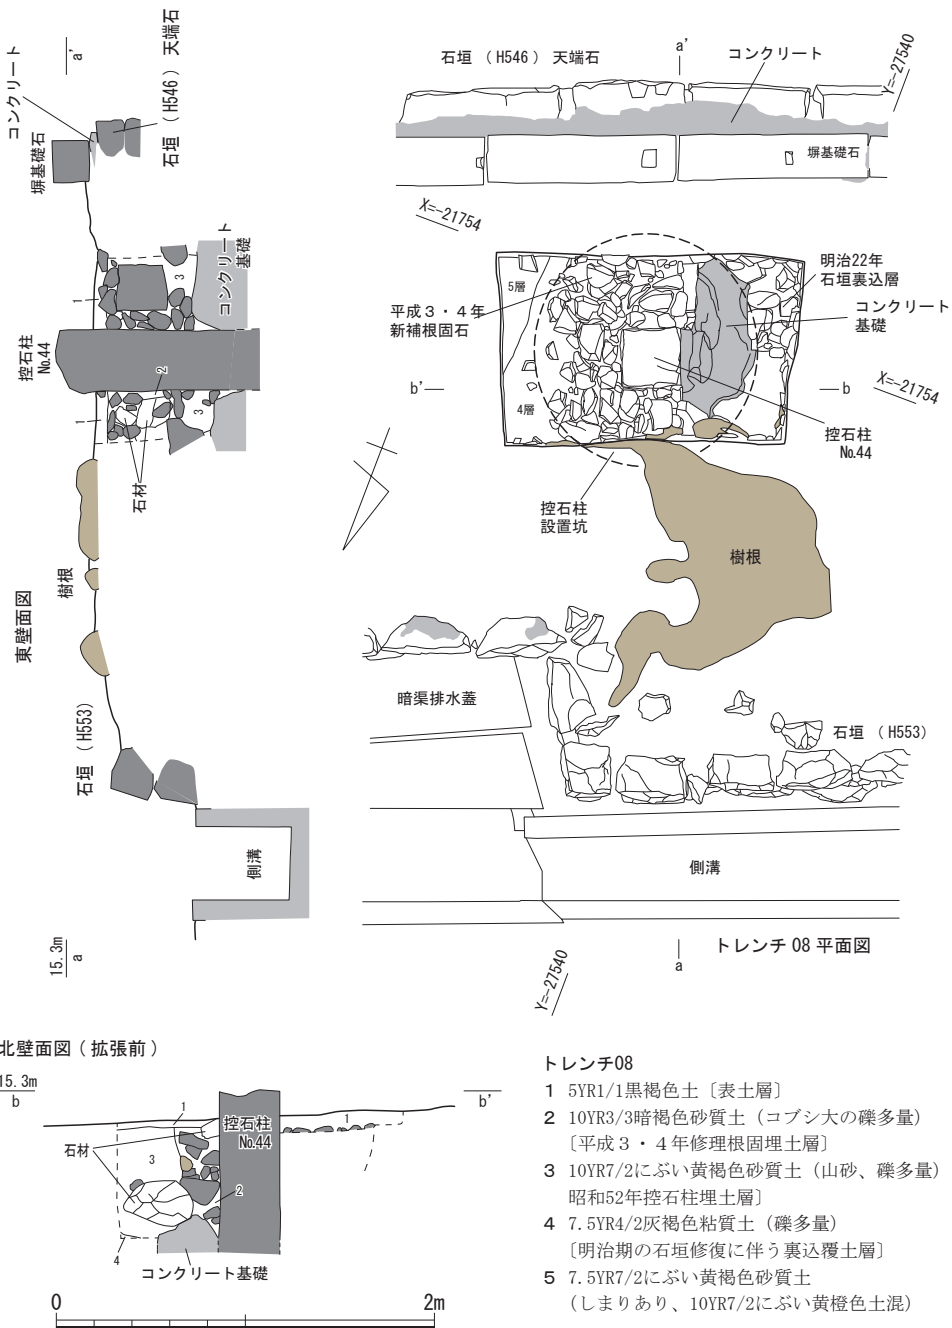 a'
コンクリート
石垣 （H546） 天端石
塀基礎石
コンクリート
基礎
3
1
控石柱
No.44
2
3
1
石材
樹根
東壁面図
石垣 （H553）
側溝
15.3m
a
石垣 （H546） 天端石
a'
コンクリート
Y=-27540
塀基礎石
X=-21754
5層
明治22年
石垣裏込層
平成３・４年
新補根固石
コンクリート
基礎
b'
b
X=-21754
4層
控石柱
No.44
控石柱
設置坑
樹根
暗渠排水蓋
石垣 （H553）
側溝
トレンチ 08 平面図
a
Y=-27540
北壁面図（拡張前）
15.3m
b
b'
1
控石柱
No.44
1
石材
3
2
4
コンクリート基礎
0
2m
トレンチ08
1 5YR1/1黒褐色土〔表土層〕
2 10YR3/3暗褐色砂質土（コブシ大の礫多量）
〔平成３・４年修理根固埋土層〕
3 10YR7/2にぶい黄褐色砂質土（山砂、礫多量）
昭和52年控石柱埋土層〕
4 7.5YR4/2灰褐色粘質土（礫多量）
〔明治期の石垣修復に伴う裏込覆土層〕
5 7.5YR7/2にぶい黄褐色砂質土
（しまりあり、10YR7/2にぶい黄橙色土混）